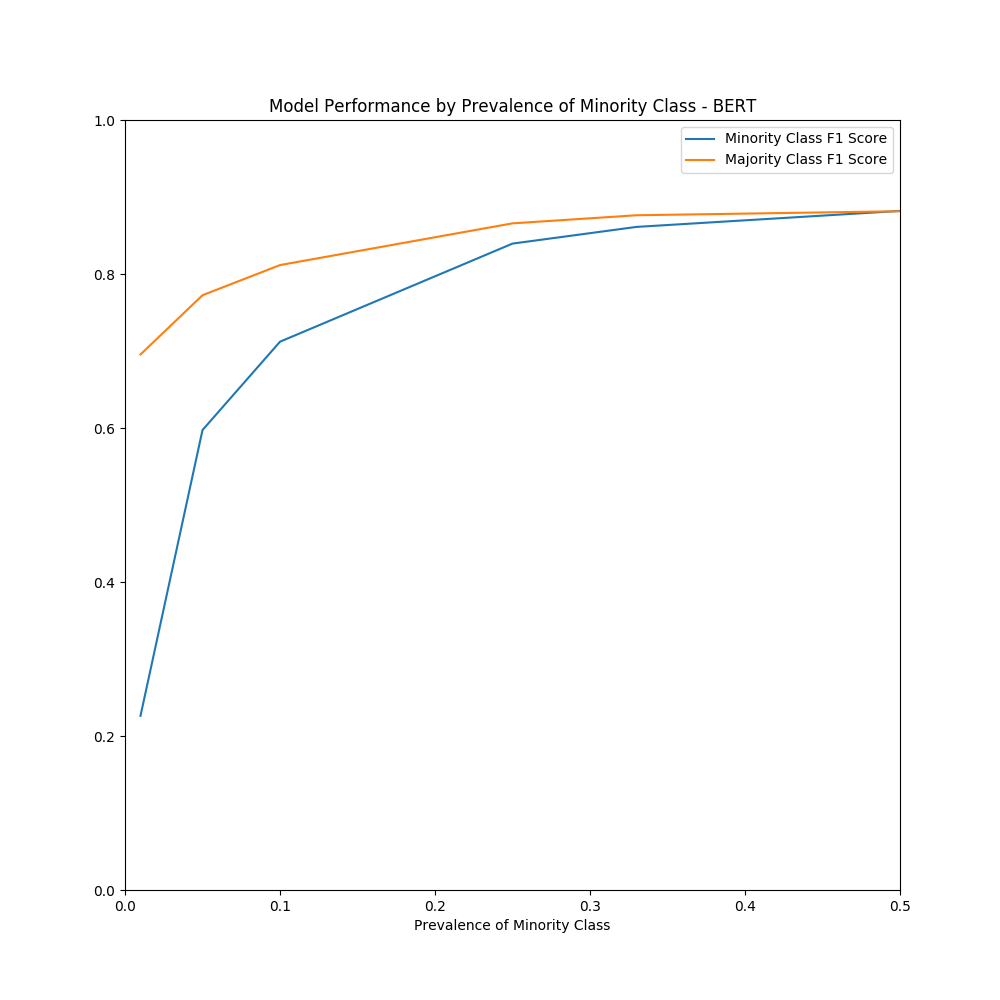 Model Performance by Prevalence of Minority Class - BERT
1.0
Minority Class F1 Score
Majority Class F1 Score
0.8
0.6
0.4
0.2
0.0
0.0 0.1 0.2 0.3 0.4 0.5
Prevalence of Minority Class